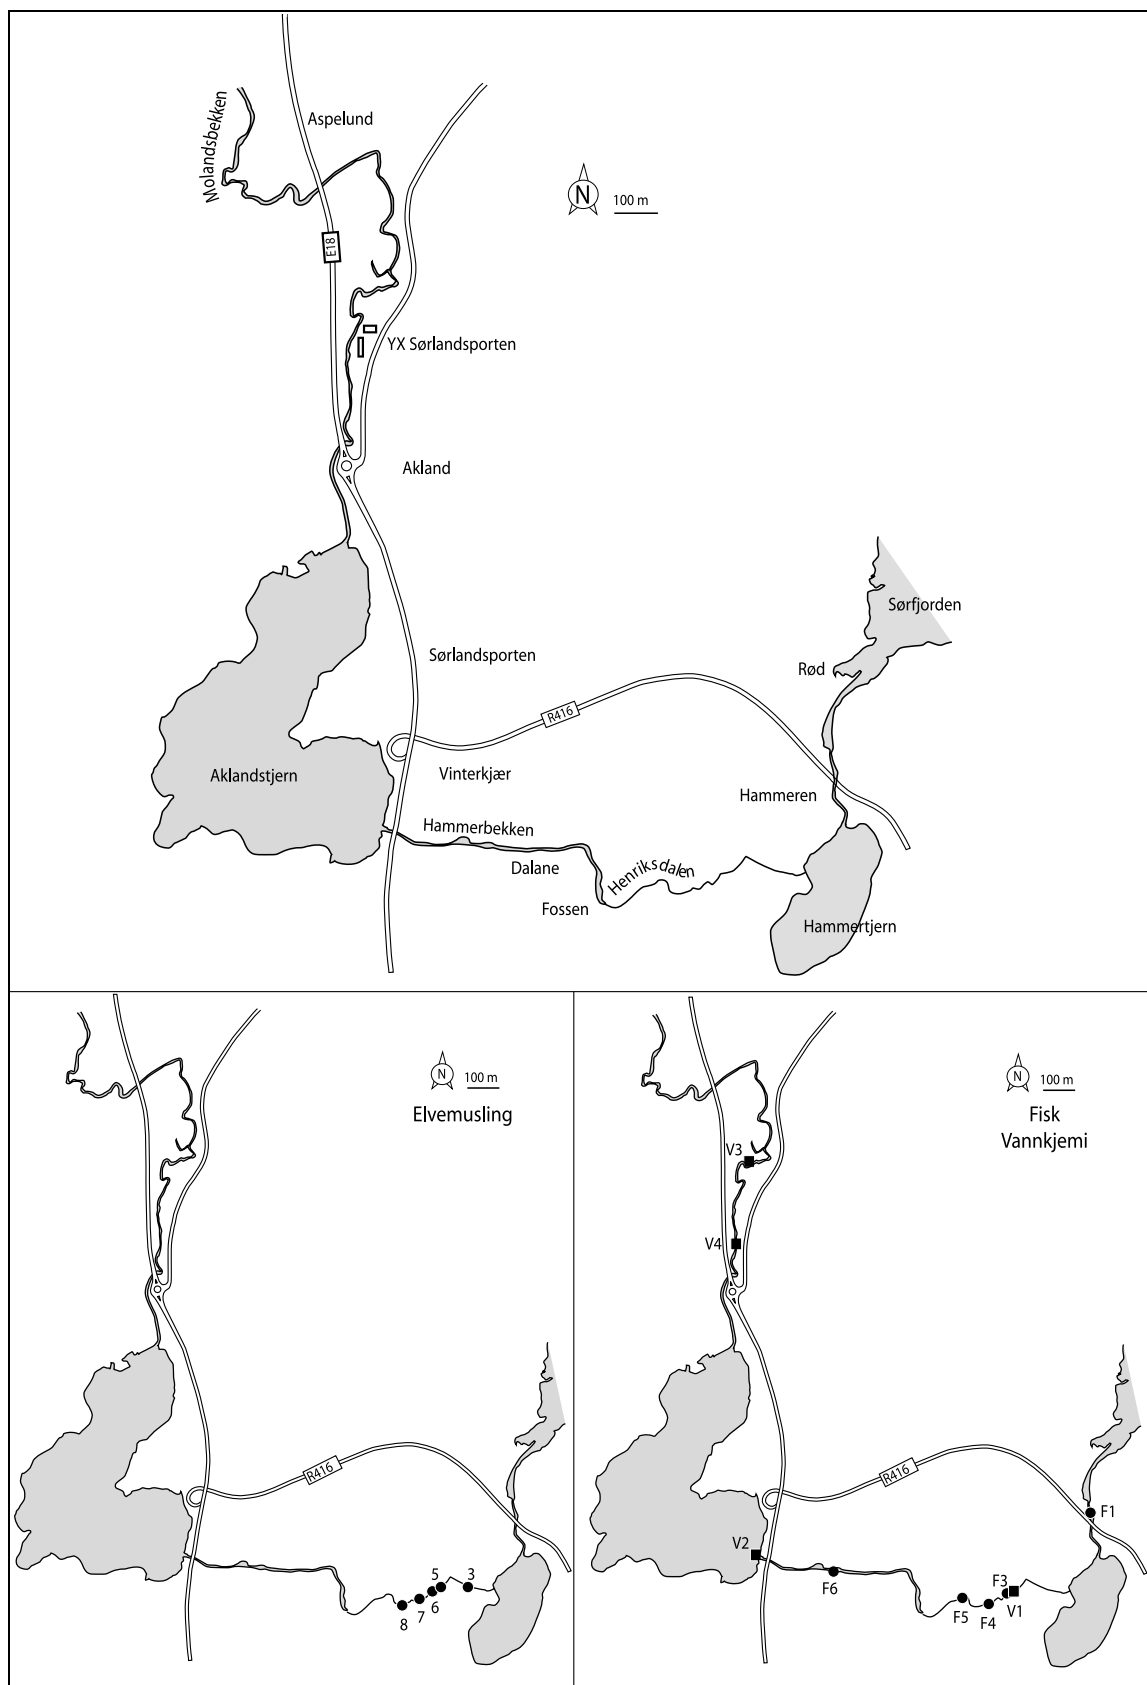 Molandsbekken
Aspelund
N
100 m
E18
YX Sørlandsporten
Akland
Sørfjorden
Sørlandsporten
Rød
R416
Aklandstjern
Vinterkjær
Hammeren
Hammerbekken
Dalane
Henriksdalen
Fossen
Hammertjern
N
100 m
Elvemusling
R416
5
3
6
7
8
N
100 m
Fisk
Vannkjemi
V3
V4
R416
F1
V2
F6
F3
V1
F5
F4